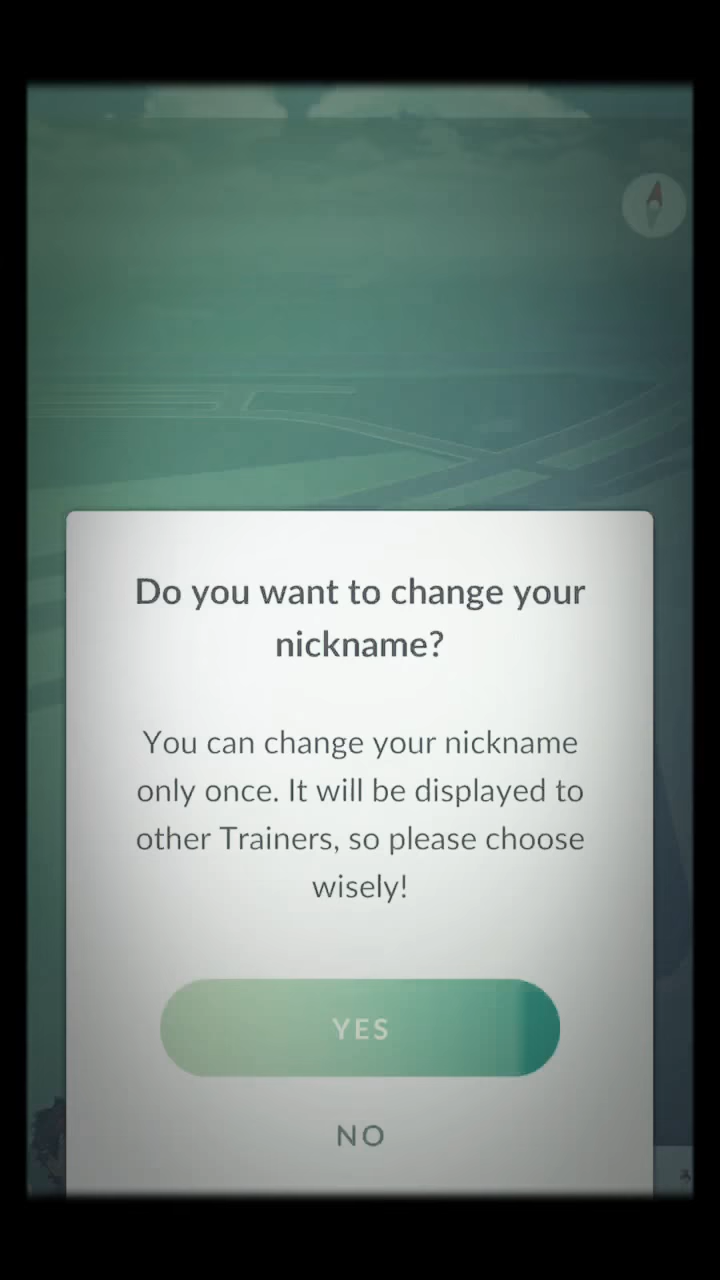 Do you want to change your
nickname?
You can change your nickname
only once. It will be displayed to
other Trainers, so please choose
wisely!
YES
NO